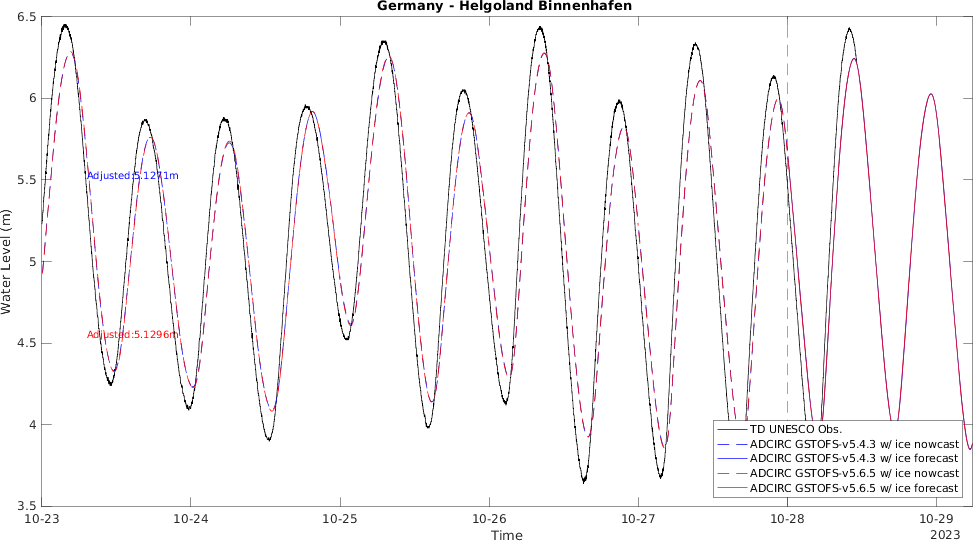 Germany - Helgoland Binnenhafen
6.5
6
5.5
5
4.5
4
3.5
Water Level (m)
Adjusted:5.1271m
Adjusted:5.1296m
TD UNESCO Obs.
ADCIRC GSTOFS-v5.4.3 w/ ice nowcast
ADCIRC GSTOFS-v5.4.3 w/ ice forecast
ADCIRC GSTOFS-v5.6.5 w/ ice nowcast
ADCIRC GSTOFS-v5.6.5 w/ ice forecast
10-23 10-24 10-25 10-26 10-27 10-28 10-29
Time
2023